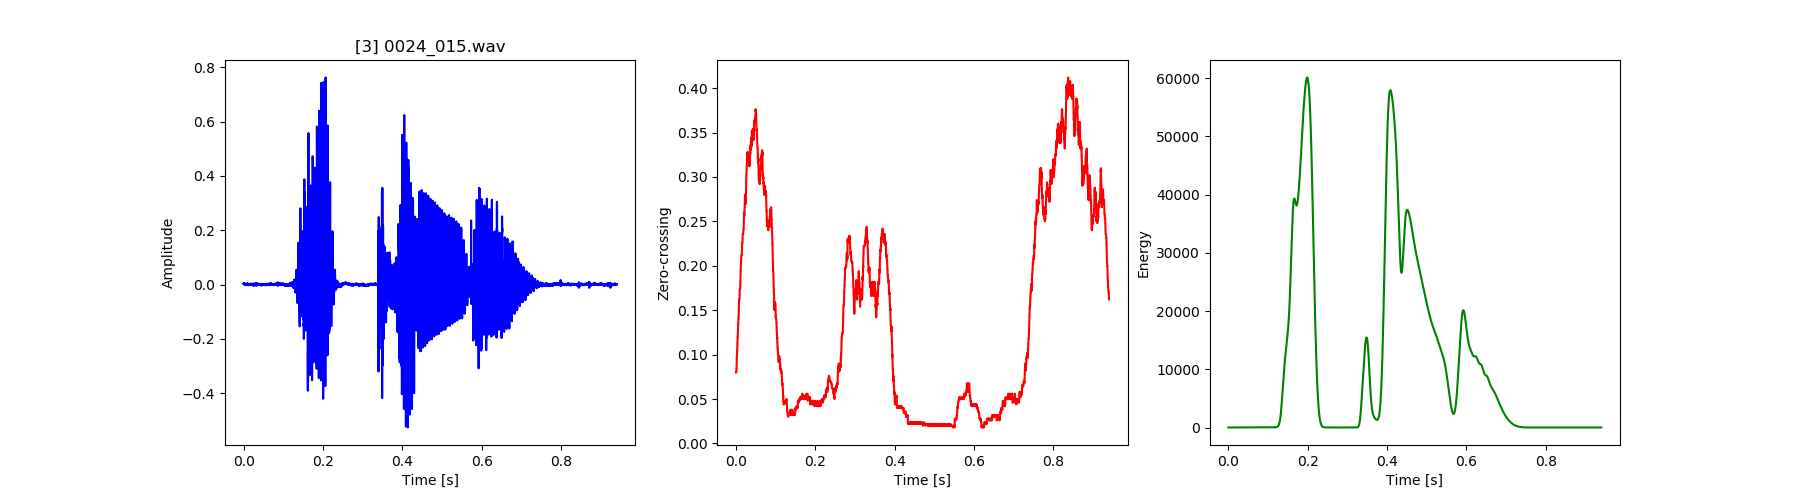 [3] 0024_015.wav
Amplitude
0.8
0.6
0.4
0.2
0.0
−0.2
−0.4
0.0 0.2 0.4 0.6 0.8
Time [s]
Zero-crossing
0.40
0.35
0.30
0.25
0.20
0.15
0.10
0.05
0.00
0.0 0.2 0.4 0.6 0.8
Time [s]
Energy
60000
50000
40000
30000
20000
10000
0
0.0 0.2 0.4 0.6 0.8
Time [s]